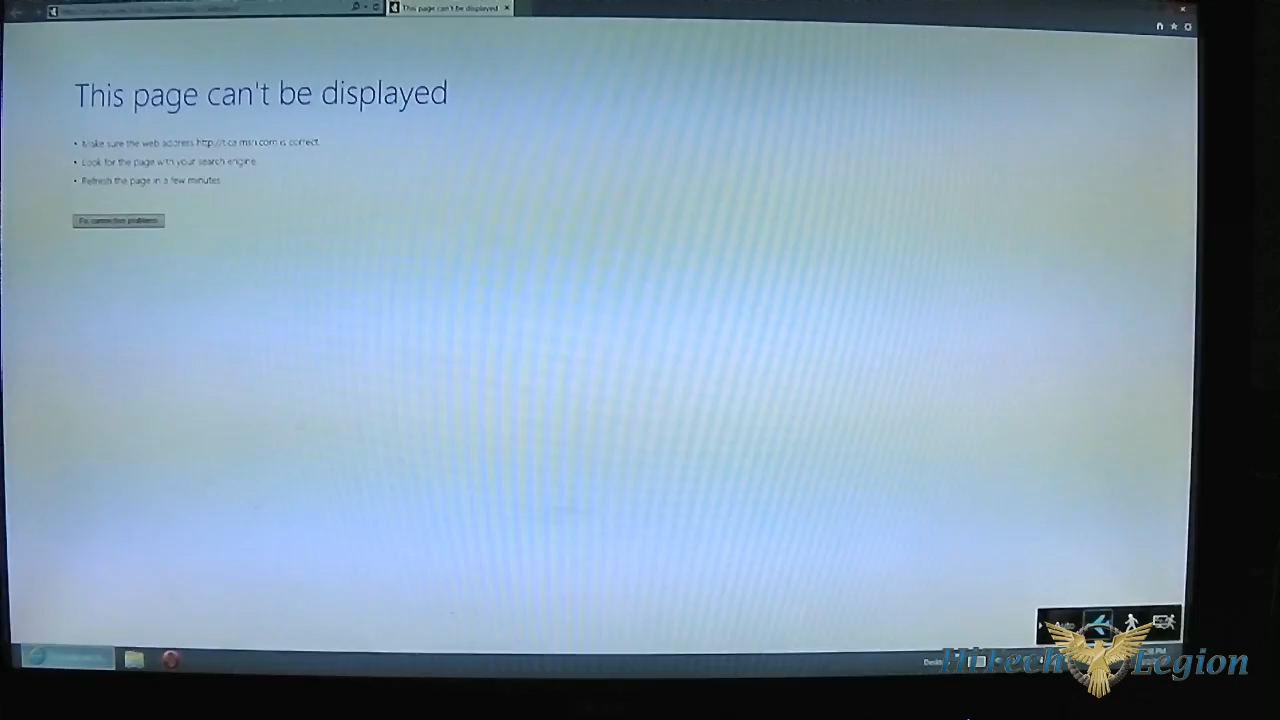 This page can't be displayed
This page can't be displayed
• Make sure the web address http://t.ca.msn.com is correct.
• Look for the page with your search engine.
• Refresh the page in a few minutes.
Fix connection problems
Auto
HiTech Legion